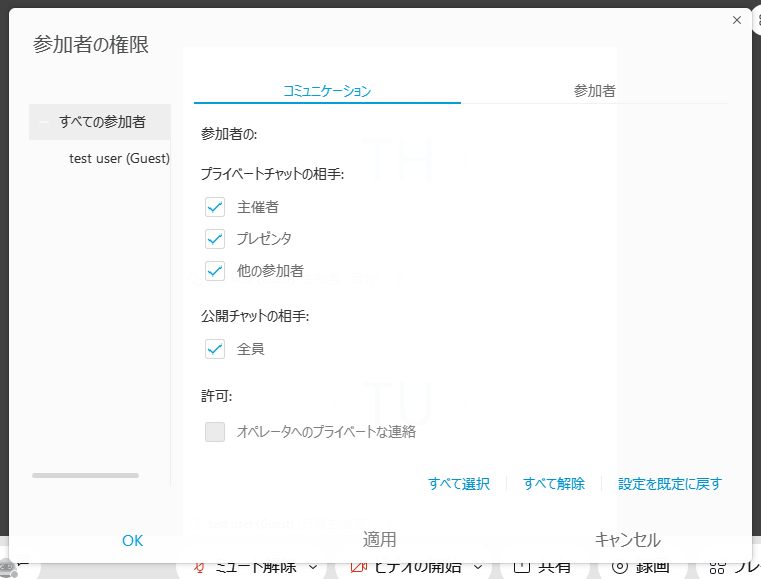 参加者の権限
コミュニケーション
参加者
すべての参加者
test user (Guest)
参加者の:
プライベートチャットの相手:
主催者
プレゼンタ
他の参加者
公開チャットの相手:
全員
許可:
オペレータへのプライベートな連絡
すべて選択
すべて解除
設定を既定に戻す
OK
適用
キャンセル
ミュート解除
ビデオの開始
共有
録画